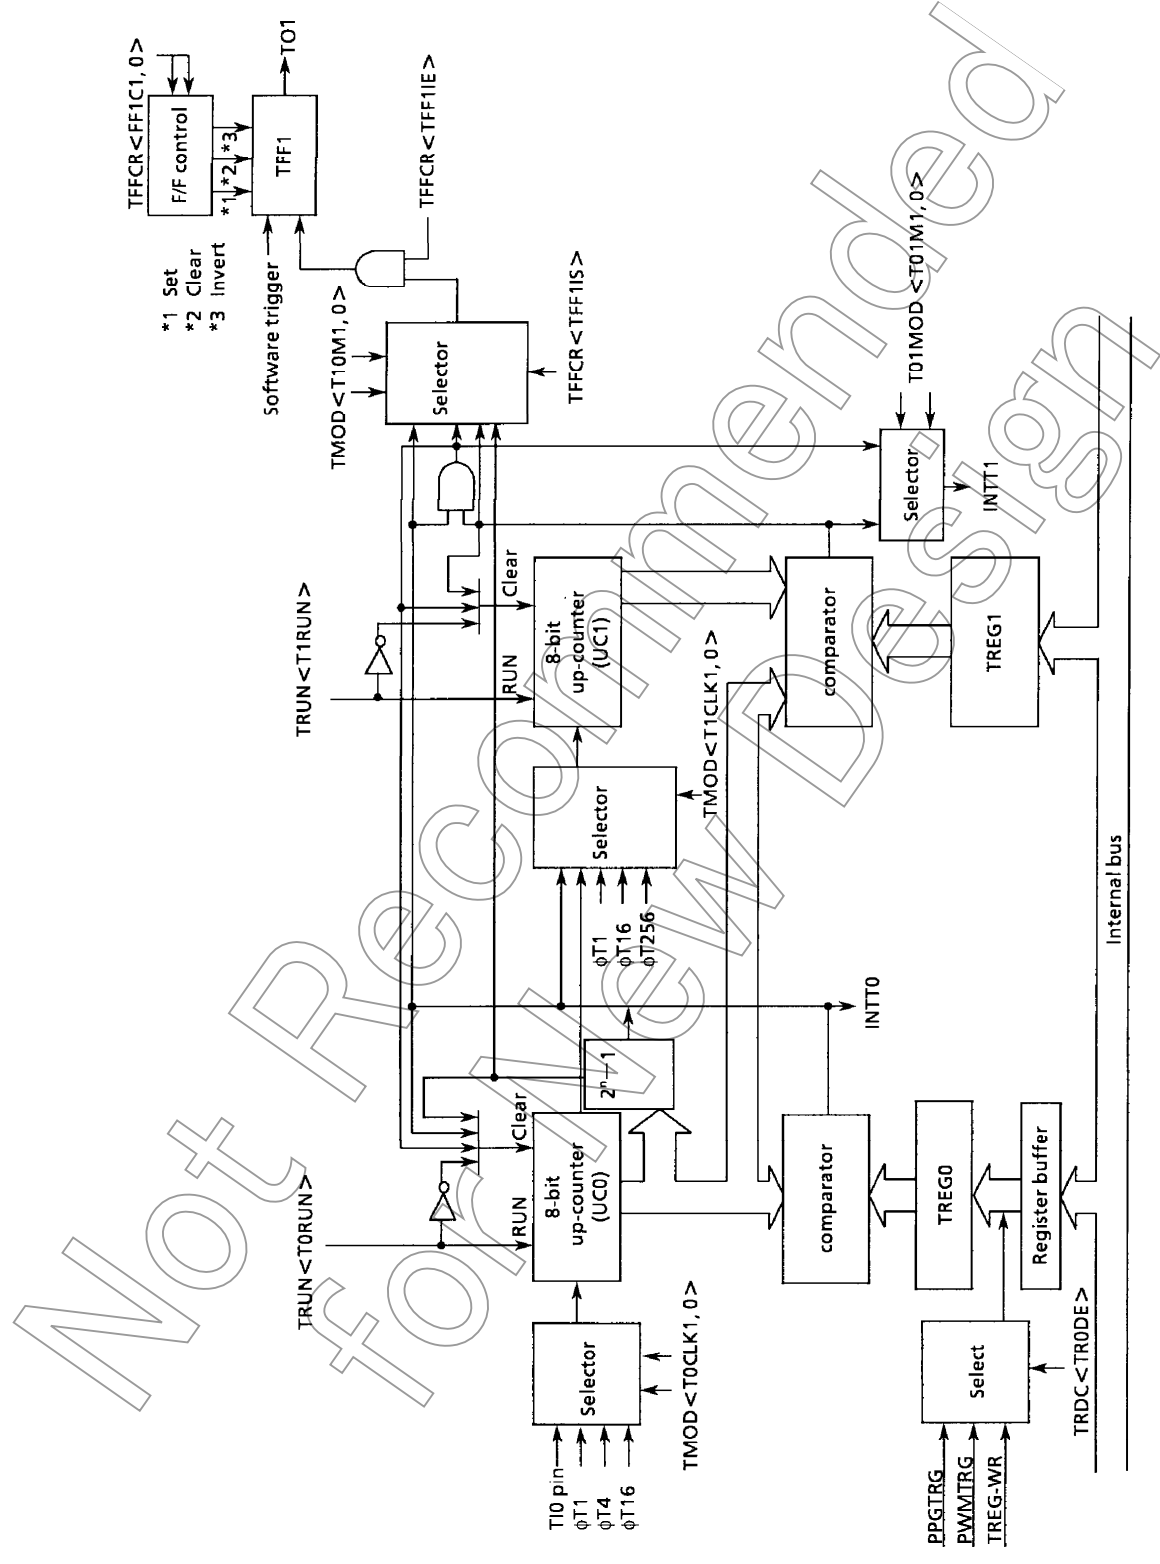 TRUN<T0RUN>
TRUN<T1RUN>
TMOD<T10M1, 0>
Software trigger
*1 Set
*2 Clear
*3 Invert
TFFCR<FF1C1, 0>
F/F control
*1
*2
*3
TFF1
TO1
TFFCR<TFF1IE>
Selector
TFFCR<TFF1IS>
TI0 pin
φT1
φT4
φT16
Selector
TMOD<T0CLK1, 0>
RUN
Clear
8-bit
up-counter
(UC0)
2ⁿ—1
φT1
φT16
φT256
Selector
TMOD<T1CLK1, 0>
RUN
Clear
8-bit
up-counter
(UC1)
comparator
INTT0
comparator
Selector
T01MOD <T01M1, 0>
INTT1
PPGTRG
PWMTRG
TREG-WR
Select
TRDC<TR0DE>
TREG0
Register buffer
TREG1
Internal bus
Not Recommended
for New Design